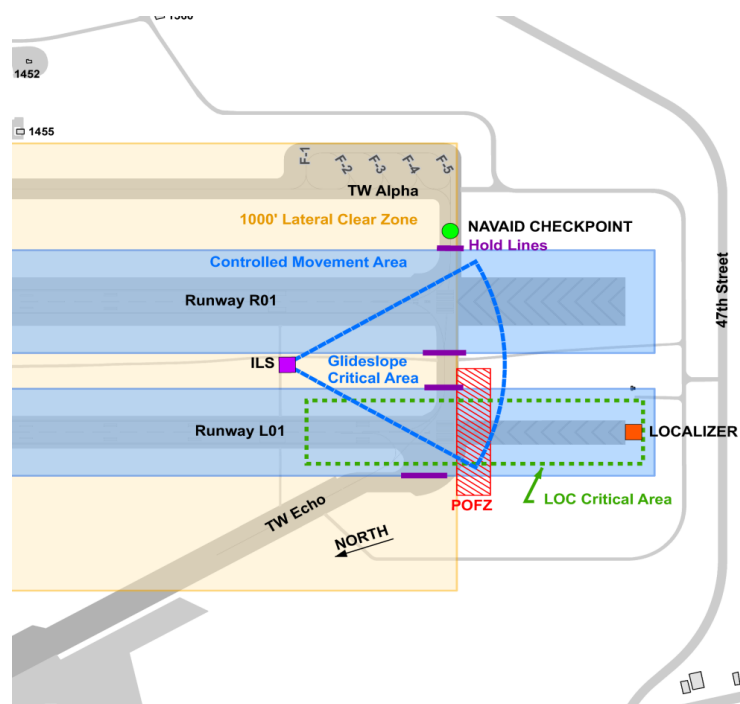 1360
1452
1455
F-1
F-2
F-3
F-4
F-5
TW Alpha
1000' Lateral Clear Zone
NAVAID CHECKPOINT
Hold Lines
Controlled Movement Area
Runway R01
47th Street
ILS
Glideslope
Critical Area
Runway L01
LOCALIZER
LOC Critical Area
POFZ
TW Echo
NORTH